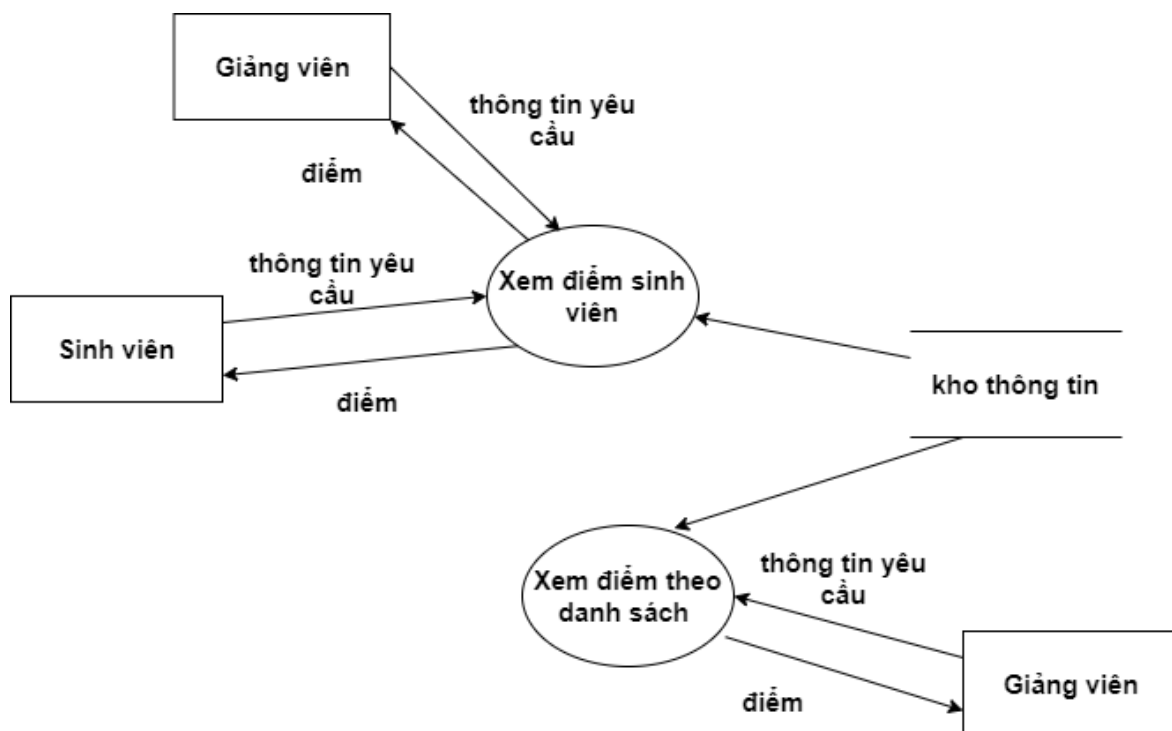 Giảng viên
thông tin yêu
cầu
điểm
thông tin yêu
cầu
Xem điểm sinh
viên
Sinh viên
điểm
kho thông tin
Xem điểm theo
danh sách
thông tin yêu
cầu
Giảng viên
điểm